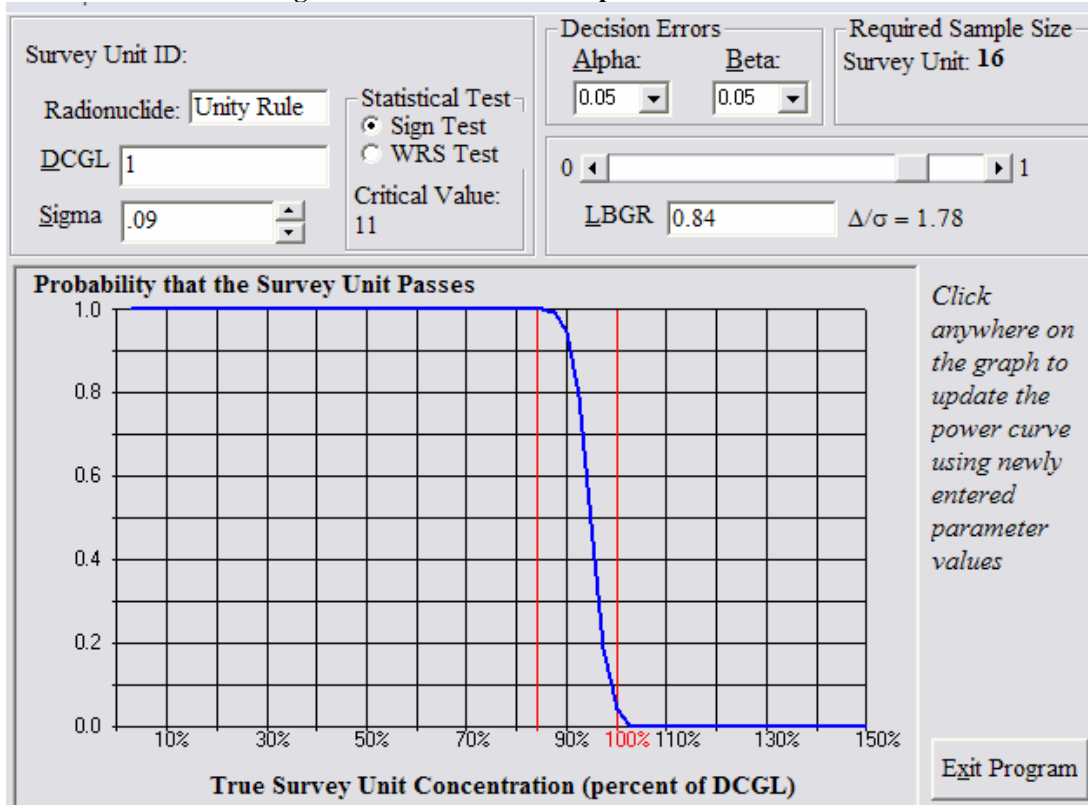 Survey Unit ID:
Radionuclide: Unity Rule
DCGL 1
Sigma .09
Statistical Test
Sign Test
WRS Test
Critical Value:
11
Decision Errors
Alpha: Beta:
0.05 0.05
Required Sample Size
Survey Unit: 16
0 1
LBGR 0.84 Δ/σ = 1.78
Probability that the Survey Unit Passes
1.0
0.8
0.6
0.4
0.2
0.0
10% 30% 50% 70% 90% 100% 110% 130% 150%
True Survey Unit Concentration (percent of DCGL)
Click
anywhere on
the graph to
update the
power curve
using newly
entered
parameter
values
Exit Program